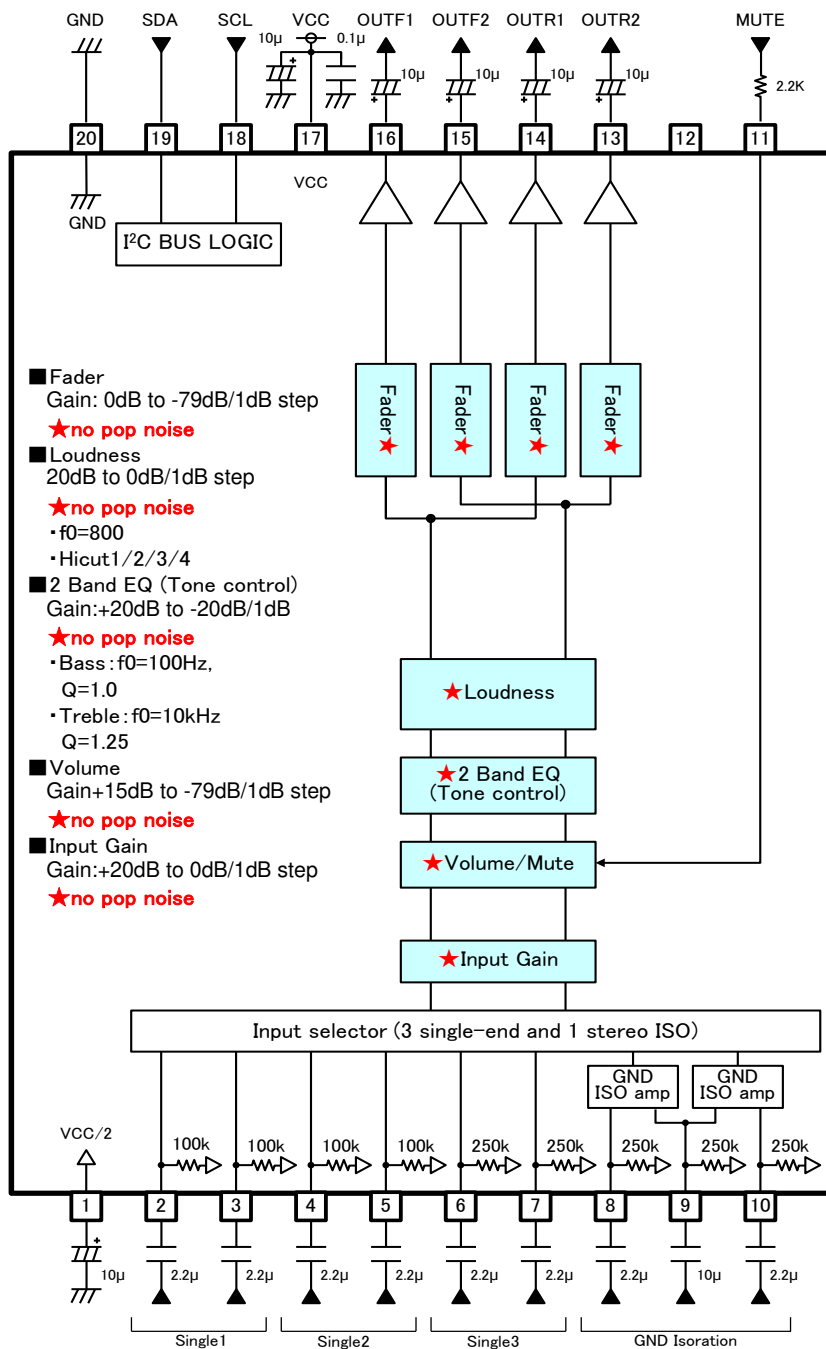 GND SDA SCL VCC OUTF1 OUTF2 OUTR1 OUTR2 MUTE
10μ 0.1μ 10μ 10μ 10μ 10μ 2.2K
20 19 18 17 16 15 14 13 12 11
VCC
GND
I²C BUS LOGIC
■Fader
Gain: 0dB to -79dB/1dB step
★no pop noise
■Loudness
20dB to 0dB/1dB step
★no pop noise
・f0=800
・Hicut1/2/3/4
■2 Band EQ (Tone control)
Gain:+20dB to -20dB/1dB
★no pop noise
・Bass:f0=100Hz,
Q=1.0
・Treble:f0=10kHz
Q=1.25
■Volume
Gain+15dB to -79dB/1dB step
★no pop noise
■Input Gain
Gain:+20dB to 0dB/1dB step
★no pop noise
Fader★ Fader★ Fader★ Fader★
★Loudness
★2 Band EQ
(Tone control)
★Volume/Mute
★Input Gain
Input selector (3 single-end and 1 stereo ISO)
GND
ISO amp
GND
ISO amp
VCC/2
100k 100k 100k 100k 250k 250k 250k 250k 250k
1 2 3 4 5 6 7 8 9 10
10μ 2.2μ 2.2μ 2.2μ 2.2μ 2.2μ 2.2μ 2.2μ 10μ 2.2μ
Single1 Single2 Single3 GND Isoration